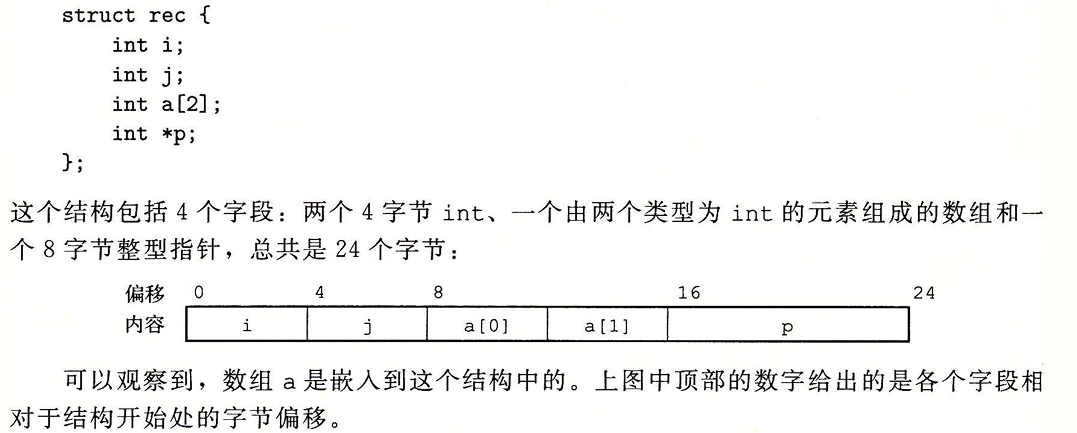 struct rec {
int i;
int j;
int a[2];
int *p;
};
这个结构包括 4 个字段：两个 4 字节 int、一个由两个类型为 int 的元素组成的数组和一
个 8 字节整型指针，总共是 24 个字节：
偏移 0 4 8 16 24
内容 i j a[0] a[1] p
可以观察到，数组 a 是嵌入到这个结构中的。上图中顶部的数字给出的是各个字段相
对于结构开始处的字节偏移。